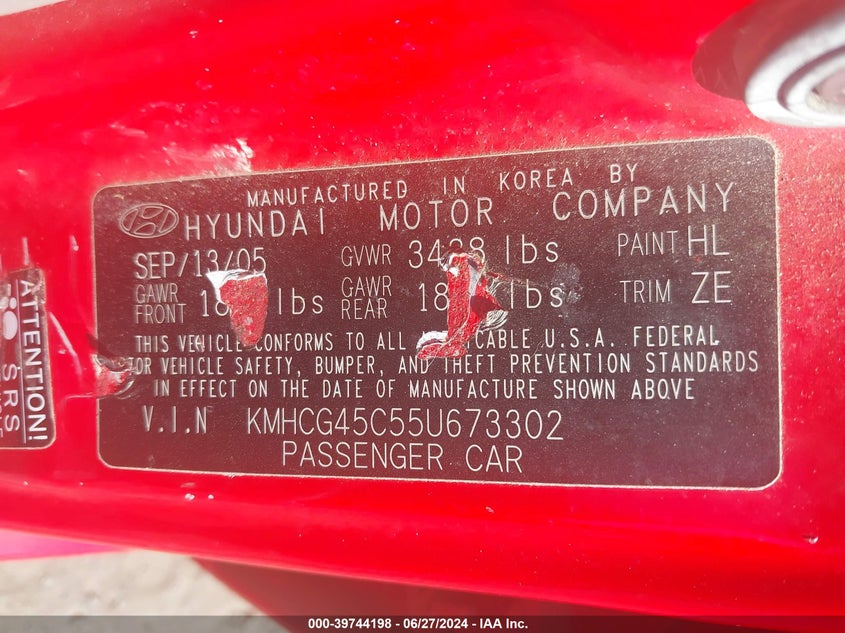 MANUFACTURED IN KOREA BY
HYUNDAI MOTOR COMPANY
SEP/13/05 GVWR 3438 lbs PAINT HL
GAWR FRONT lbs GAWR REAR lbs TRIM ZE
THIS VEHICLE CONFORMS TO ALL U.S.A. FEDERAL
VEHICLE SAFETY, BUMPER, AND THEFT PREVENTION STANDARDS
IN EFFECT ON THE DATE OF MANUFACTURE SHOWN ABOVE
V.I.N KMHCG45C55U673302
PASSENGER CAR
ATTENTION!
SRS
000-39744198 - 06/27/2024 - IAA Inc.